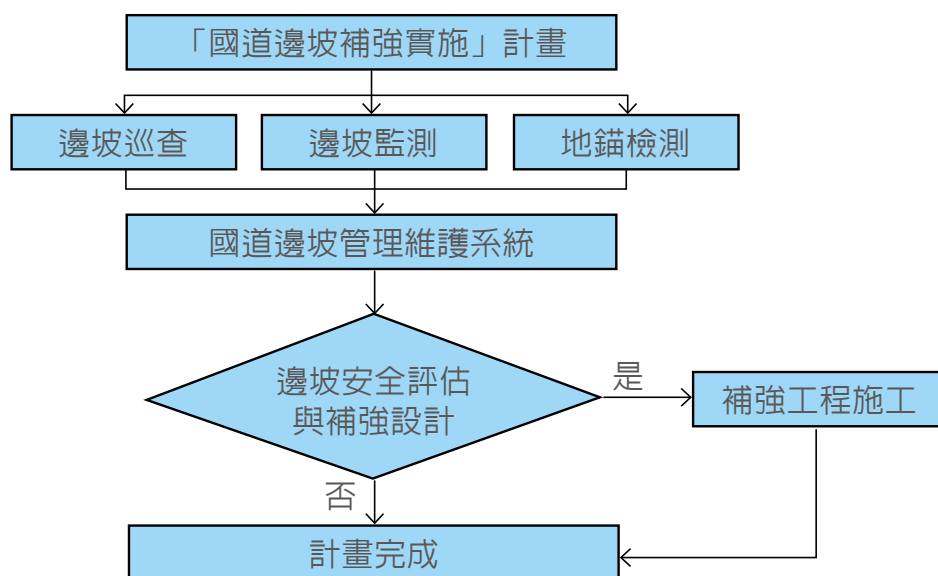 「國道邊坡補強實施」計畫
邊坡巡查
邊坡監測
地錨檢測
國道邊坡管理維護系統
邊坡安全評估
與補強設計
是
補強工程施工
否
計畫完成